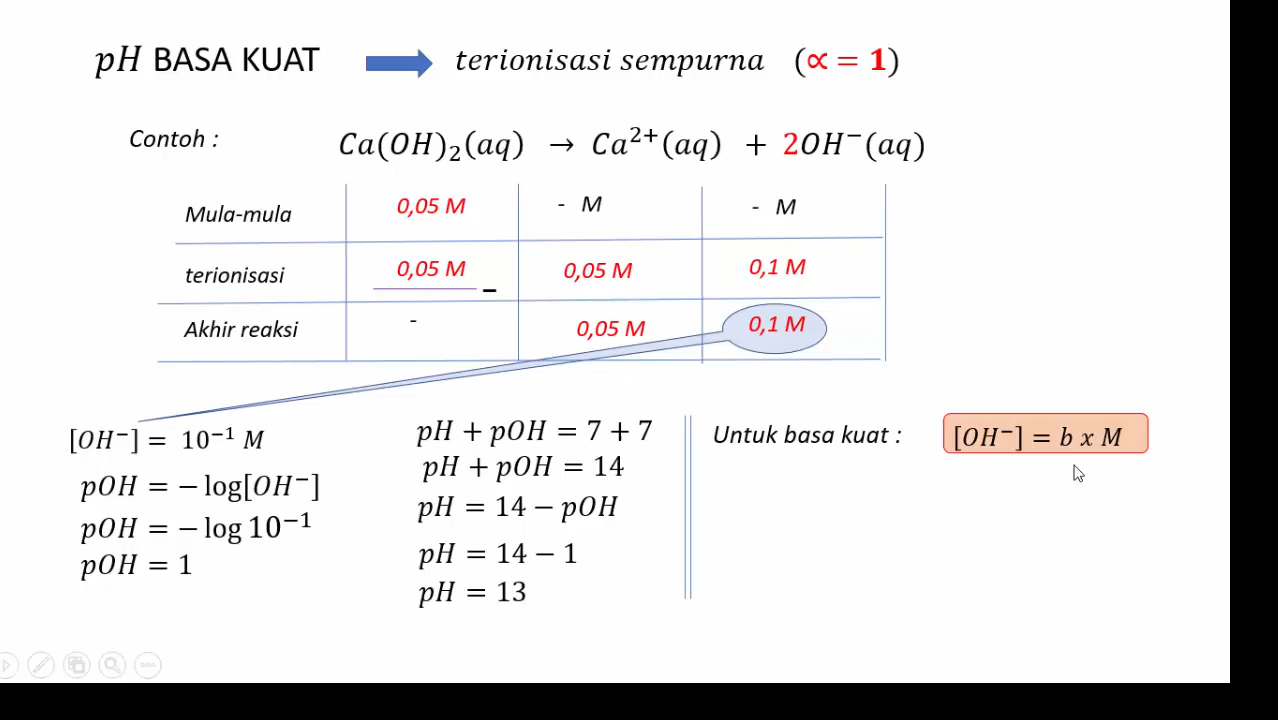 pH BASA KUAT terionisasi sempurna (∝ = 1)
Contoh : Ca(OH)₂(aq) → Ca²⁺(aq) + 2OH⁻(aq)
Mula-mula 0,05 M - M - M
terionisasi 0,05 M – 0,05 M 0,1 M
Akhir reaksi - 0,05 M 0,1 M
[OH⁻] = 10⁻¹ M
pOH = − log[OH⁻]
pOH = − log 10⁻¹
pOH = 1
pH + pOH = 7 + 7
pH + pOH = 14
pH = 14 − pOH
pH = 14 − 1
pH = 13
Untuk basa kuat : [OH⁻] = b x M